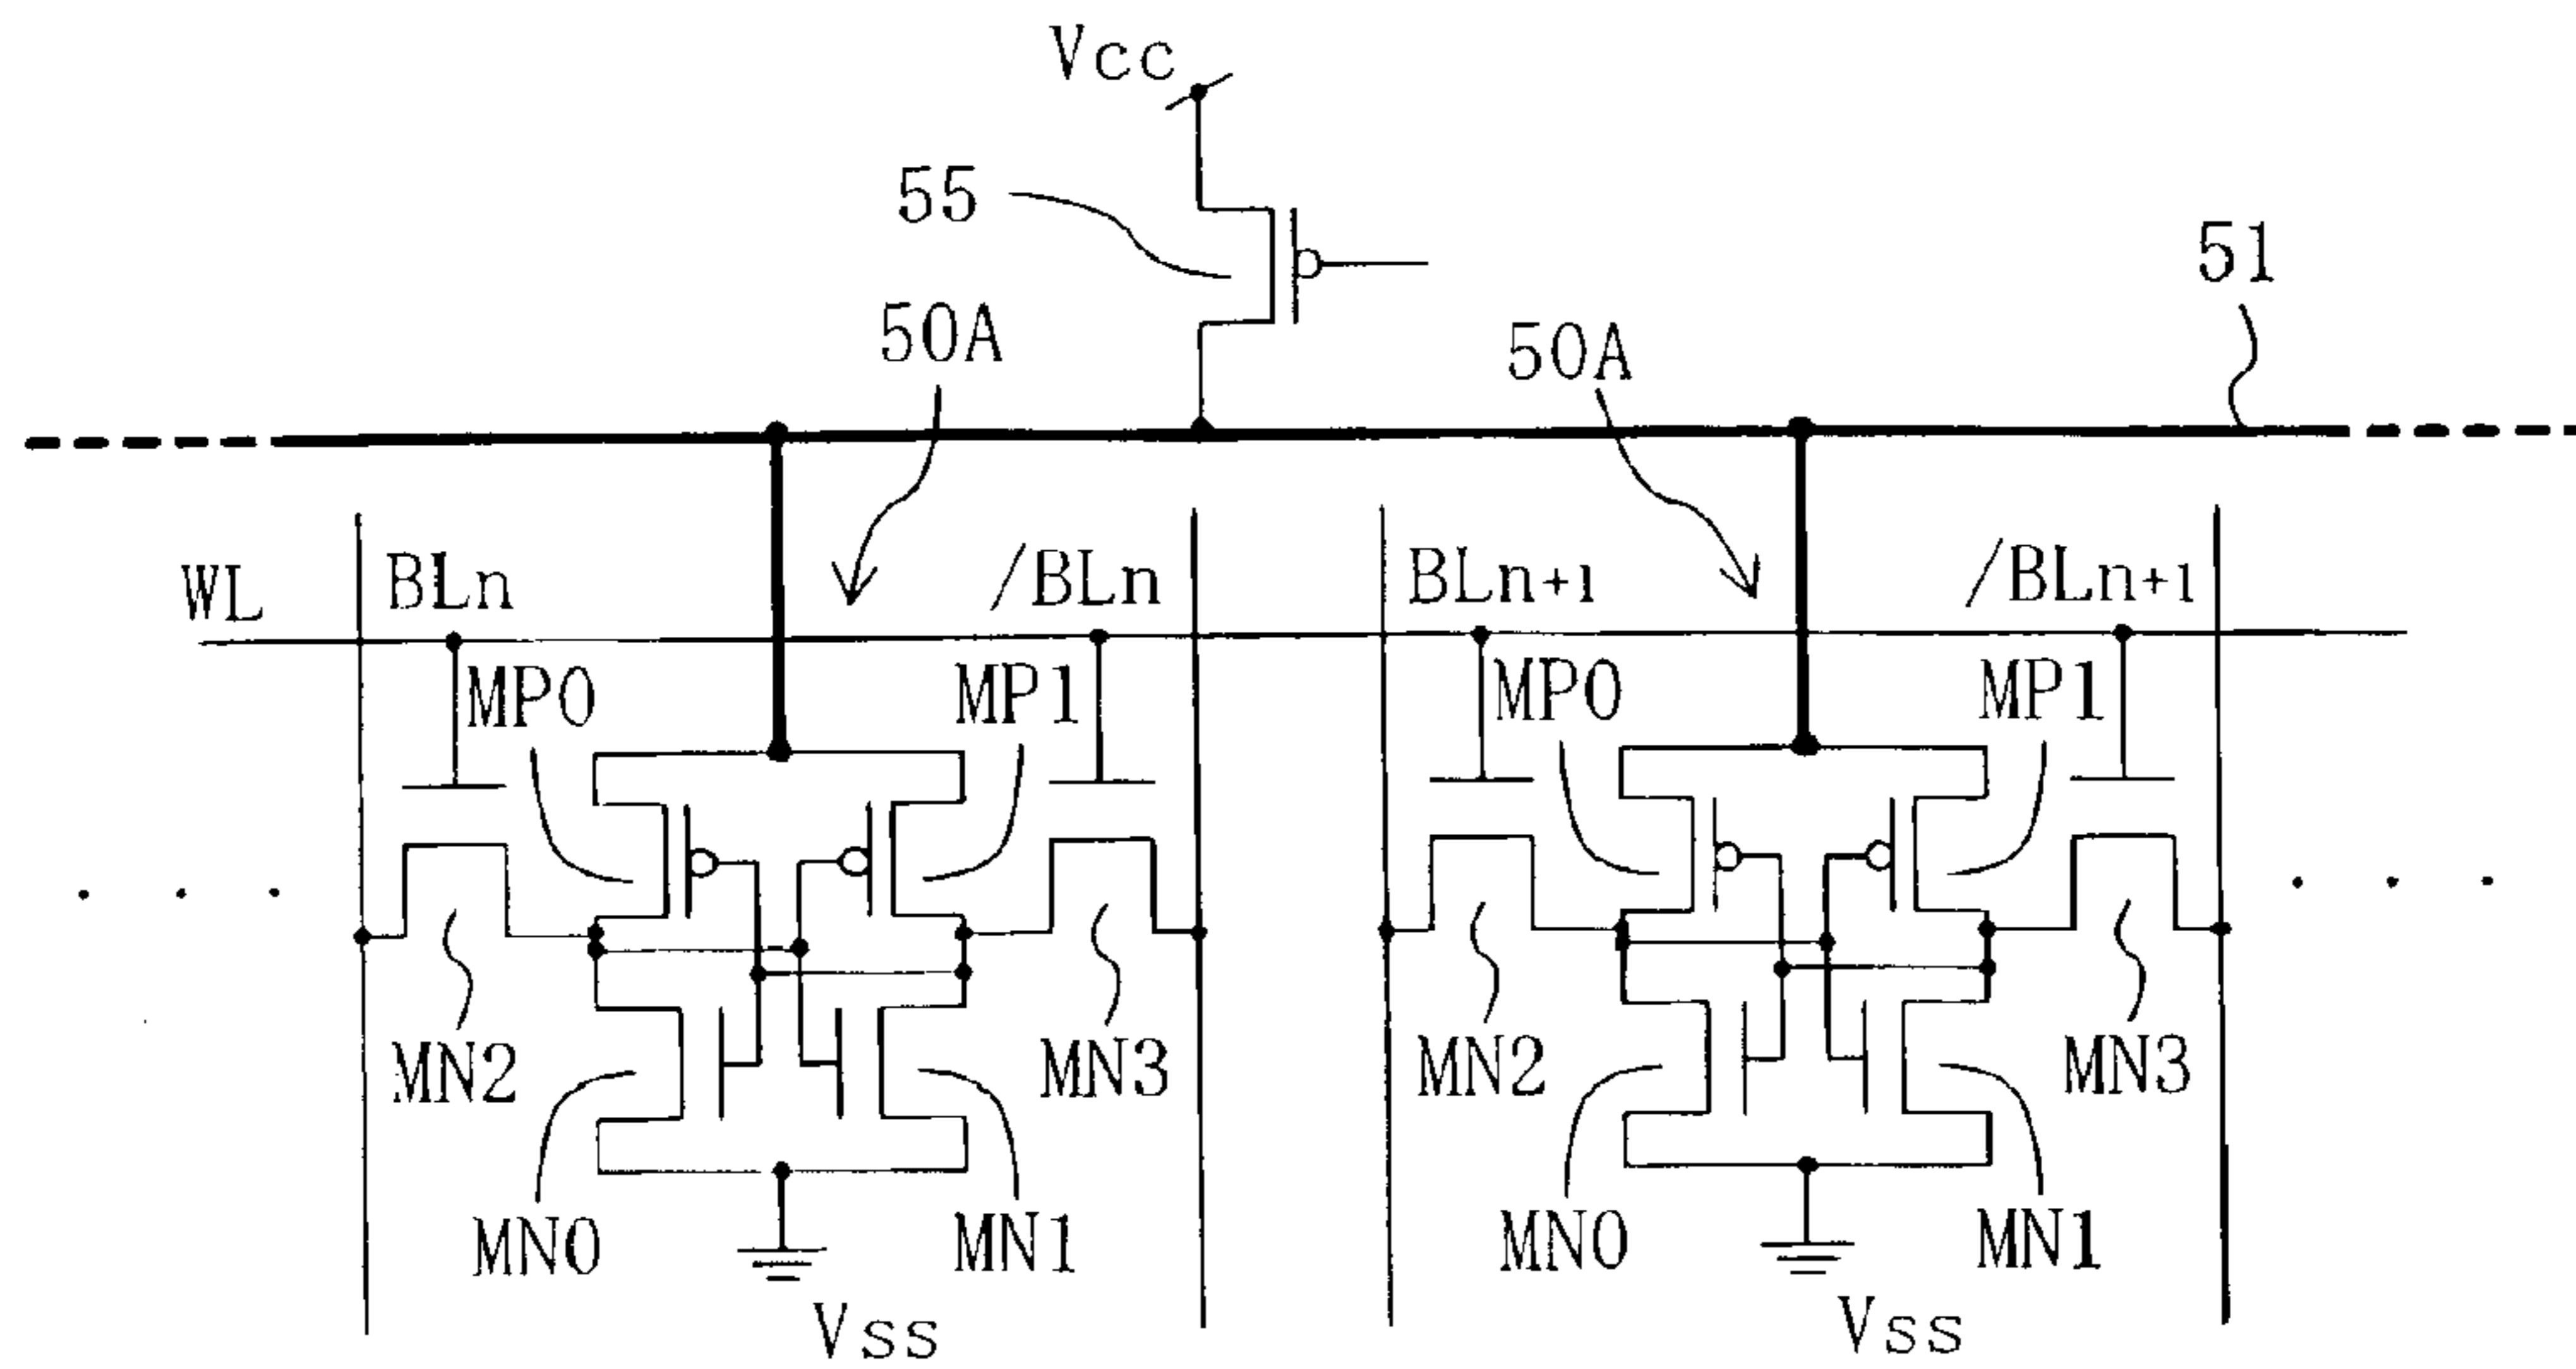 Vcc
55
51
50A
50A
WL
BLn
/BLn
BLn+1
/BLn+1
MP0
MP1
MP0
MP1
MN2
MN3
MN2
MN3
MN0
MN1
MN0
MN1
Vss
Vss